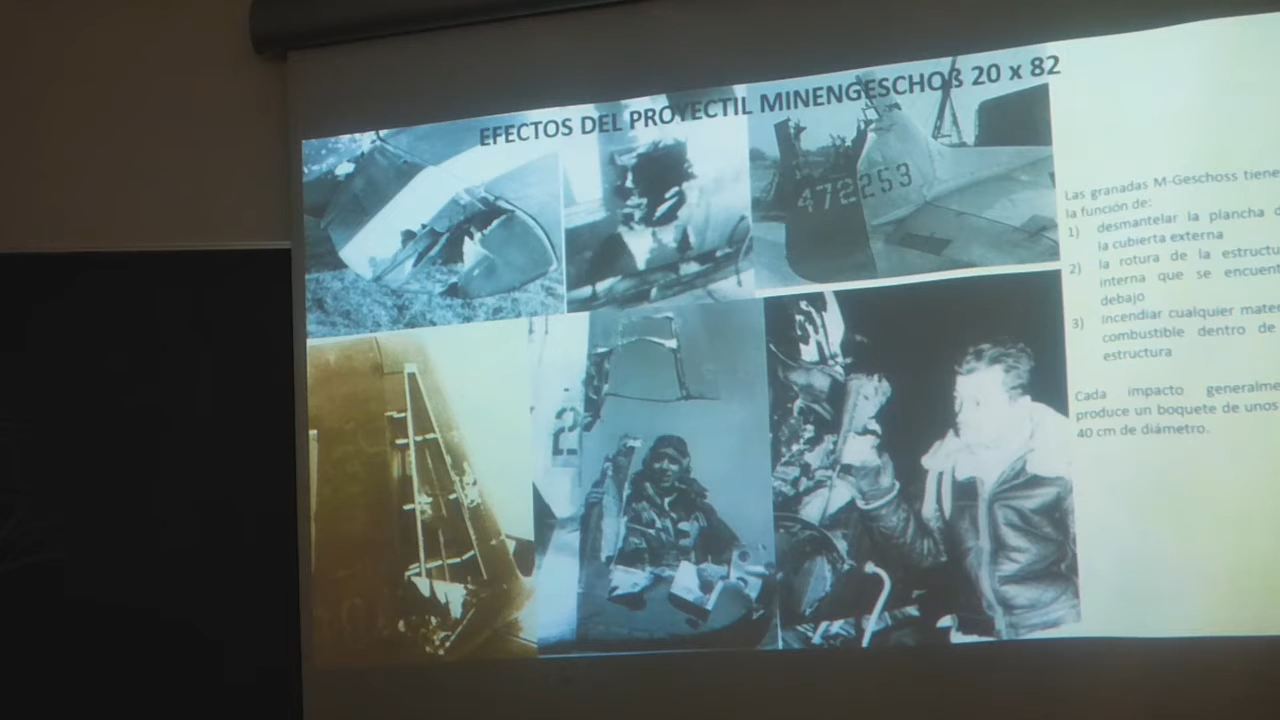 EFECTOS DEL PROYECTIL MINENGESCHOß 20 x 82
472253
2
Las granadas M-Geschoss tiene
la función de:
1) desmantelar la plancha
la cubierta externa
2) la rotura de la estructu
interna que se encuent
debajo
3) Incendiar cualquier mate
combustible dentro de
estructura
Cada impacto generalme
produce un boquete de unos
40 cm de diámetro.